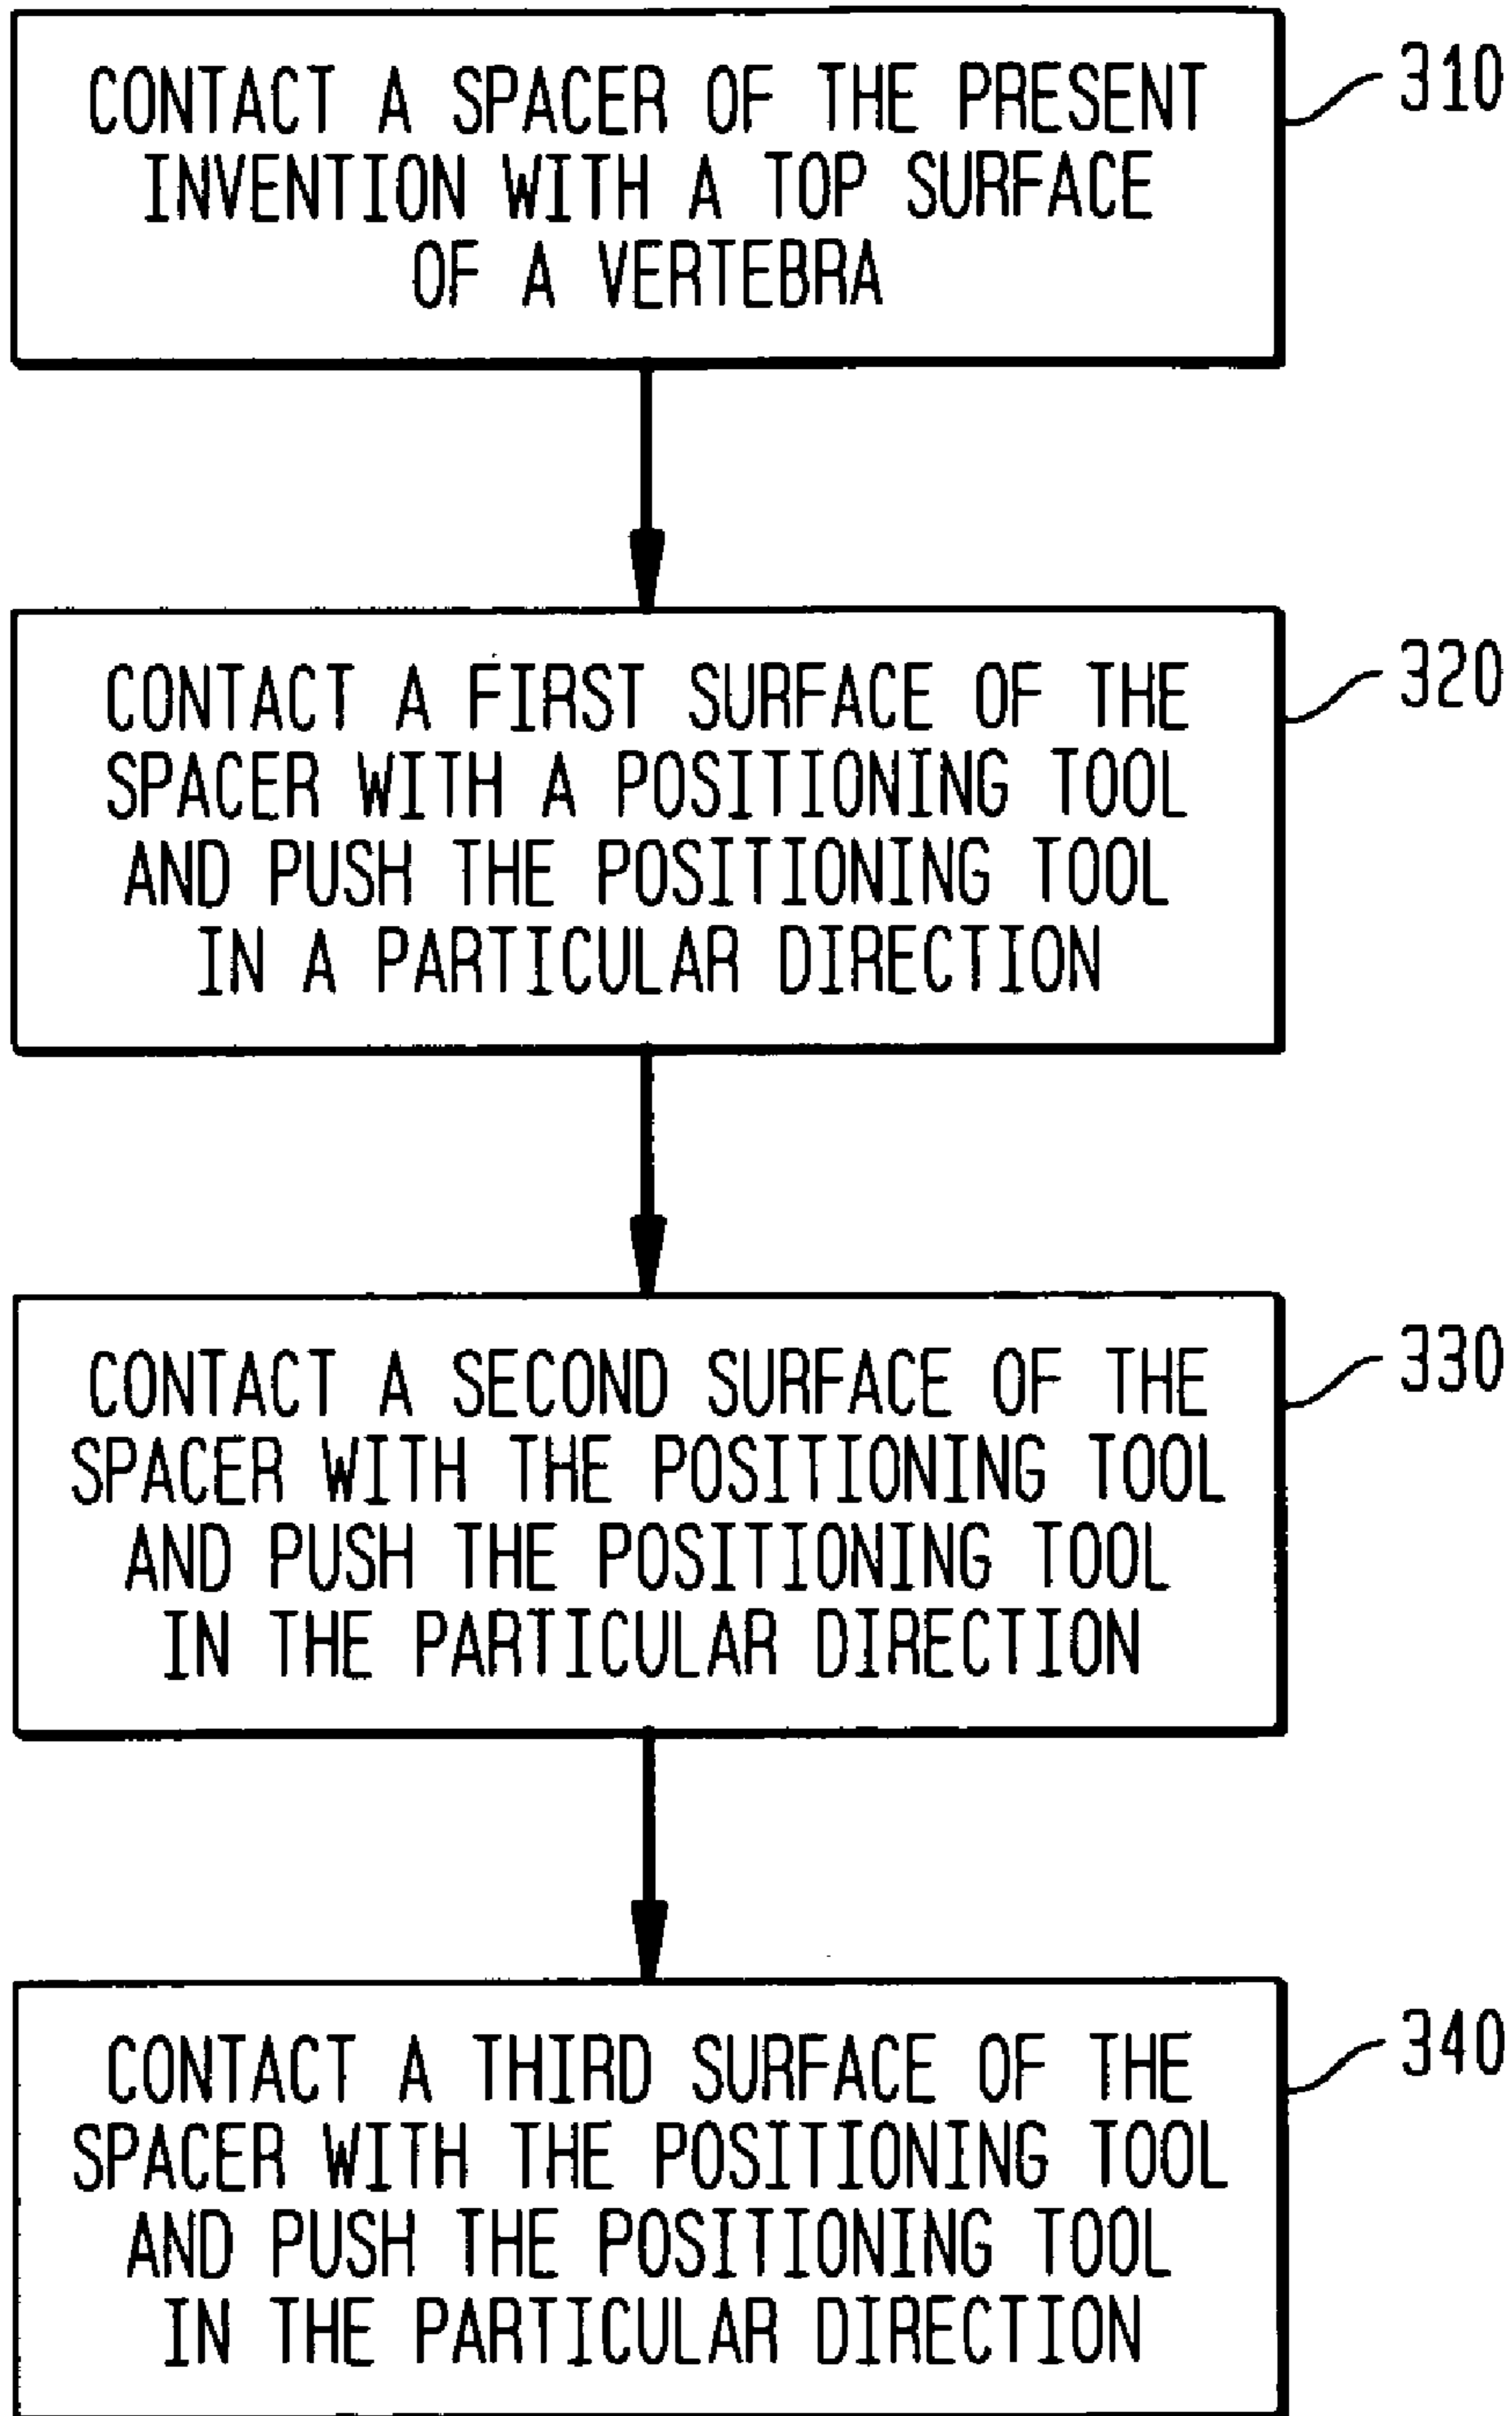 CONTACT A SPACER OF THE PRESENT
INVENTION WITH A TOP SURFACE
OF A VERTEBRA
310
CONTACT A FIRST SURFACE OF THE
SPACER WITH A POSITIONING TOOL
AND PUSH THE POSITIONING TOOL
IN A PARTICULAR DIRECTION
320
CONTACT A SECOND SURFACE OF THE
SPACER WITH THE POSITIONING TOOL
AND PUSH THE POSITIONING TOOL
IN THE PARTICULAR DIRECTION
330
CONTACT A THIRD SURFACE OF THE
SPACER WITH THE POSITIONING TOOL
AND PUSH THE POSITIONING TOOL
IN THE PARTICULAR DIRECTION
340